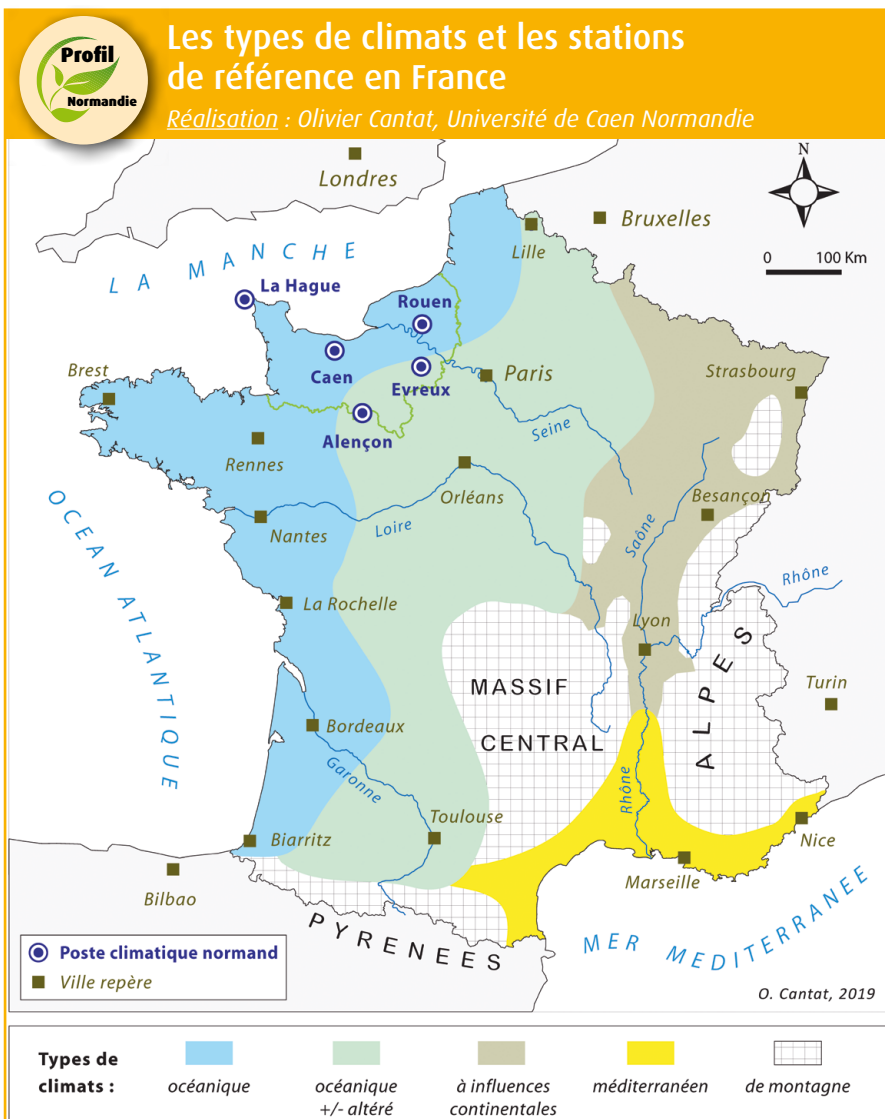 Profil
Normandie
Les types de climats et les stations
de référence en France
Réalisation : Olivier Cantat, Université de Caen Normandie
N
Londres
Bruxelles
Lille
LA MANCHE
0 100 Km
La Hague
Rouen
Caen
Evreux
Paris
Strasbourg
Brest
Alençon
Seine
Rennes
Orléans
Besançon
OCEAN ATLANTIQUE
Nantes
Loire
Saône
Rhône
La Rochelle
Lyon
MASSIF
CENTRAL
ALPES
Turin
Bordeaux
Garonne
Rhône
Toulouse
Biarritz
Nice
Marseille
Bilbao
PYRENEES
MER MEDITERRANEE
Poste climatique normand
Ville repère
O. Cantat, 2019
Types de
climats :
océanique
océanique
+/- altéré
à influences
continentales
méditerranéen
de montagne